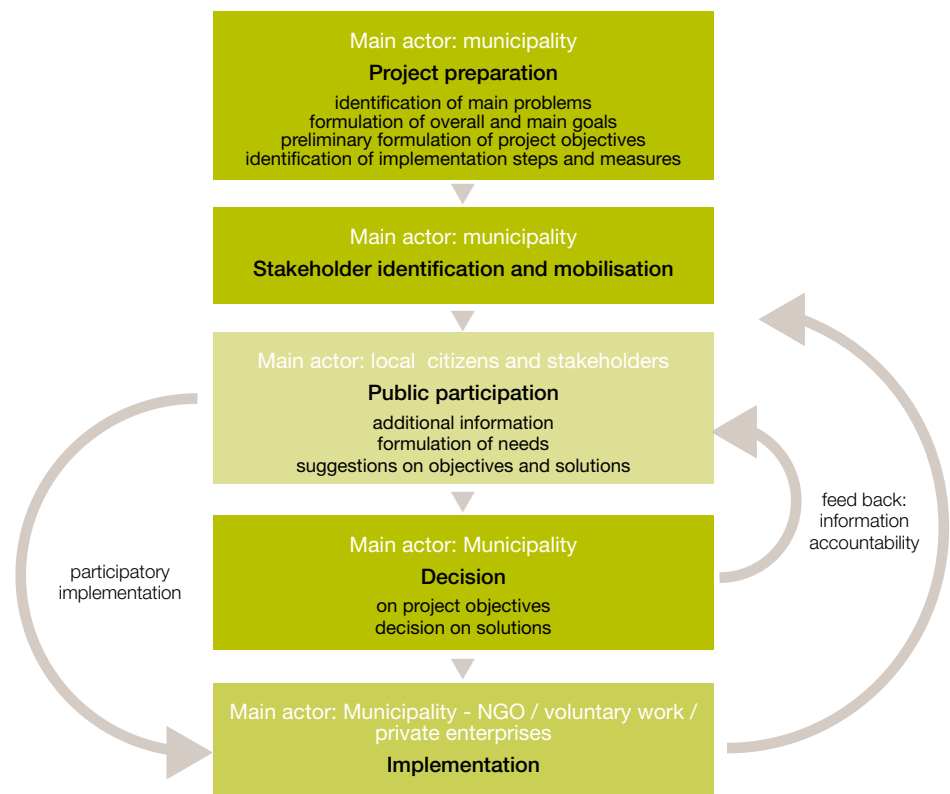 Main actor: municipality
Project preparation
identification of main problems
formulation of overall and main goals
preliminary formulation of project objectives
identification of implementation steps and measures
Main actor: municipality
Stakeholder identification and mobilisation
Main actor: local citizens and stakeholders
Public participation
additional information
formulation of needs
suggestions on objectives and solutions
feed back:
information
accountability
Main actor: Municipality
Decision
on project objectives
decision on solutions
participatory
implementation
Main actor: Municipality - NGO / voluntary work /
private enterprises
Implementation